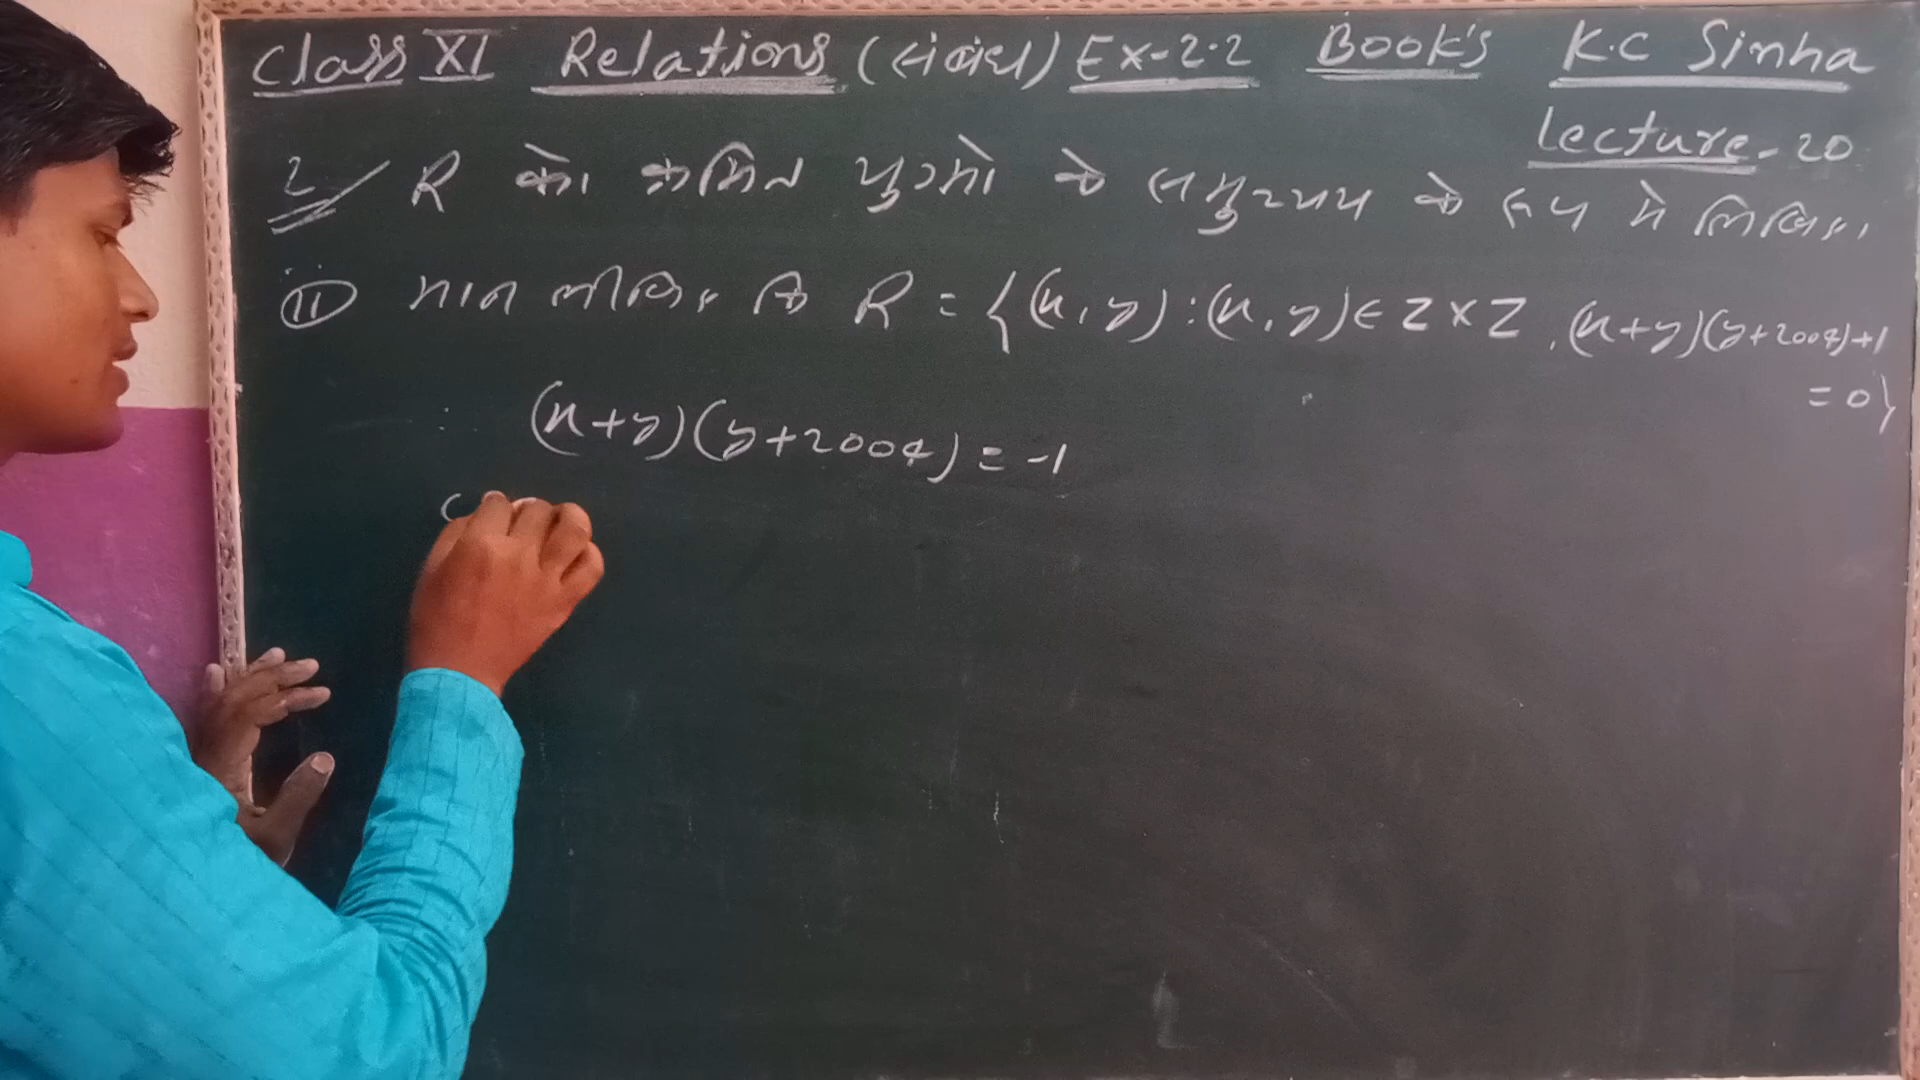 Class XI Relations (संबंध) Ex-2.2 Book's K.C Sinha
Lecture-20
2 R को क्रमित युग्मो के समुच्चय के रूप मे लिखिए।
(ii) मान लीजिए कि R = {(x, y) : (x, y) ∈ Z × Z , (x+y)(y+2004)+1
= 0}
∴ (x+y)(y+2004) = -1
(